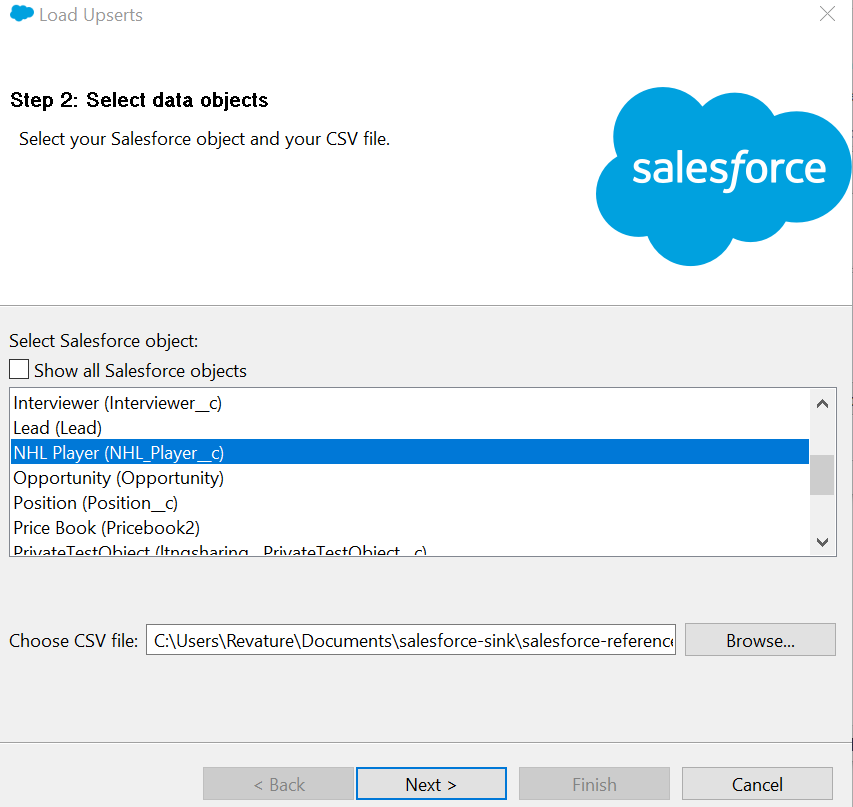 Load Upserts
Step 2: Select data objects
Select your Salesforce object and your CSV file.
salesforce
Select Salesforce object:
Show all Salesforce objects
Interviewer (Interviewer__c)
Lead (Lead)
NHL Player (NHL_Player__c)
Opportunity (Opportunity)
Position (Position__c)
Price Book (Pricebook2)
PrivateTestObject (ltngsharing__PrivateTestObject__c)
Choose CSV file: C:\Users\Revature\Documents\salesforce-sink\salesforce-reference Browse...
< Back Next > Finish Cancel